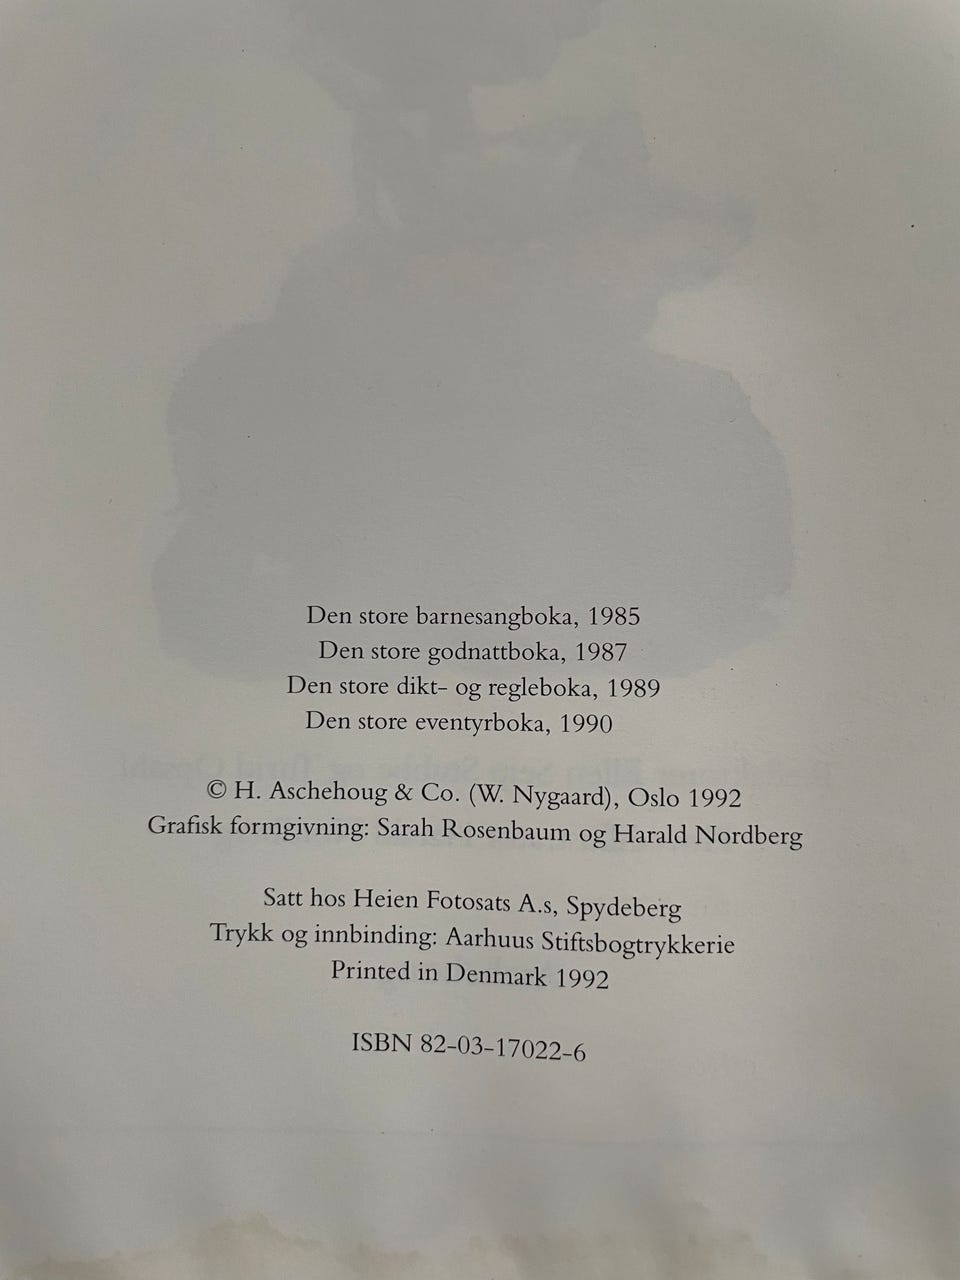 Den store barnesangboka, 1985
Den store godnattboka, 1987
Den store dikt- og regleboka, 1989
Den store eventyrboka, 1990
© H. Aschehoug & Co. (W. Nygaard), Oslo 1992
Grafisk formgivning: Sarah Rosenbaum og Harald Nordberg
Satt hos Heien Fotosats A.s, Spydeberg
Trykk og innbinding: Aarhuus Stiftsbogtrykkerie
Printed in Denmark 1992
ISBN 82-03-17022-6